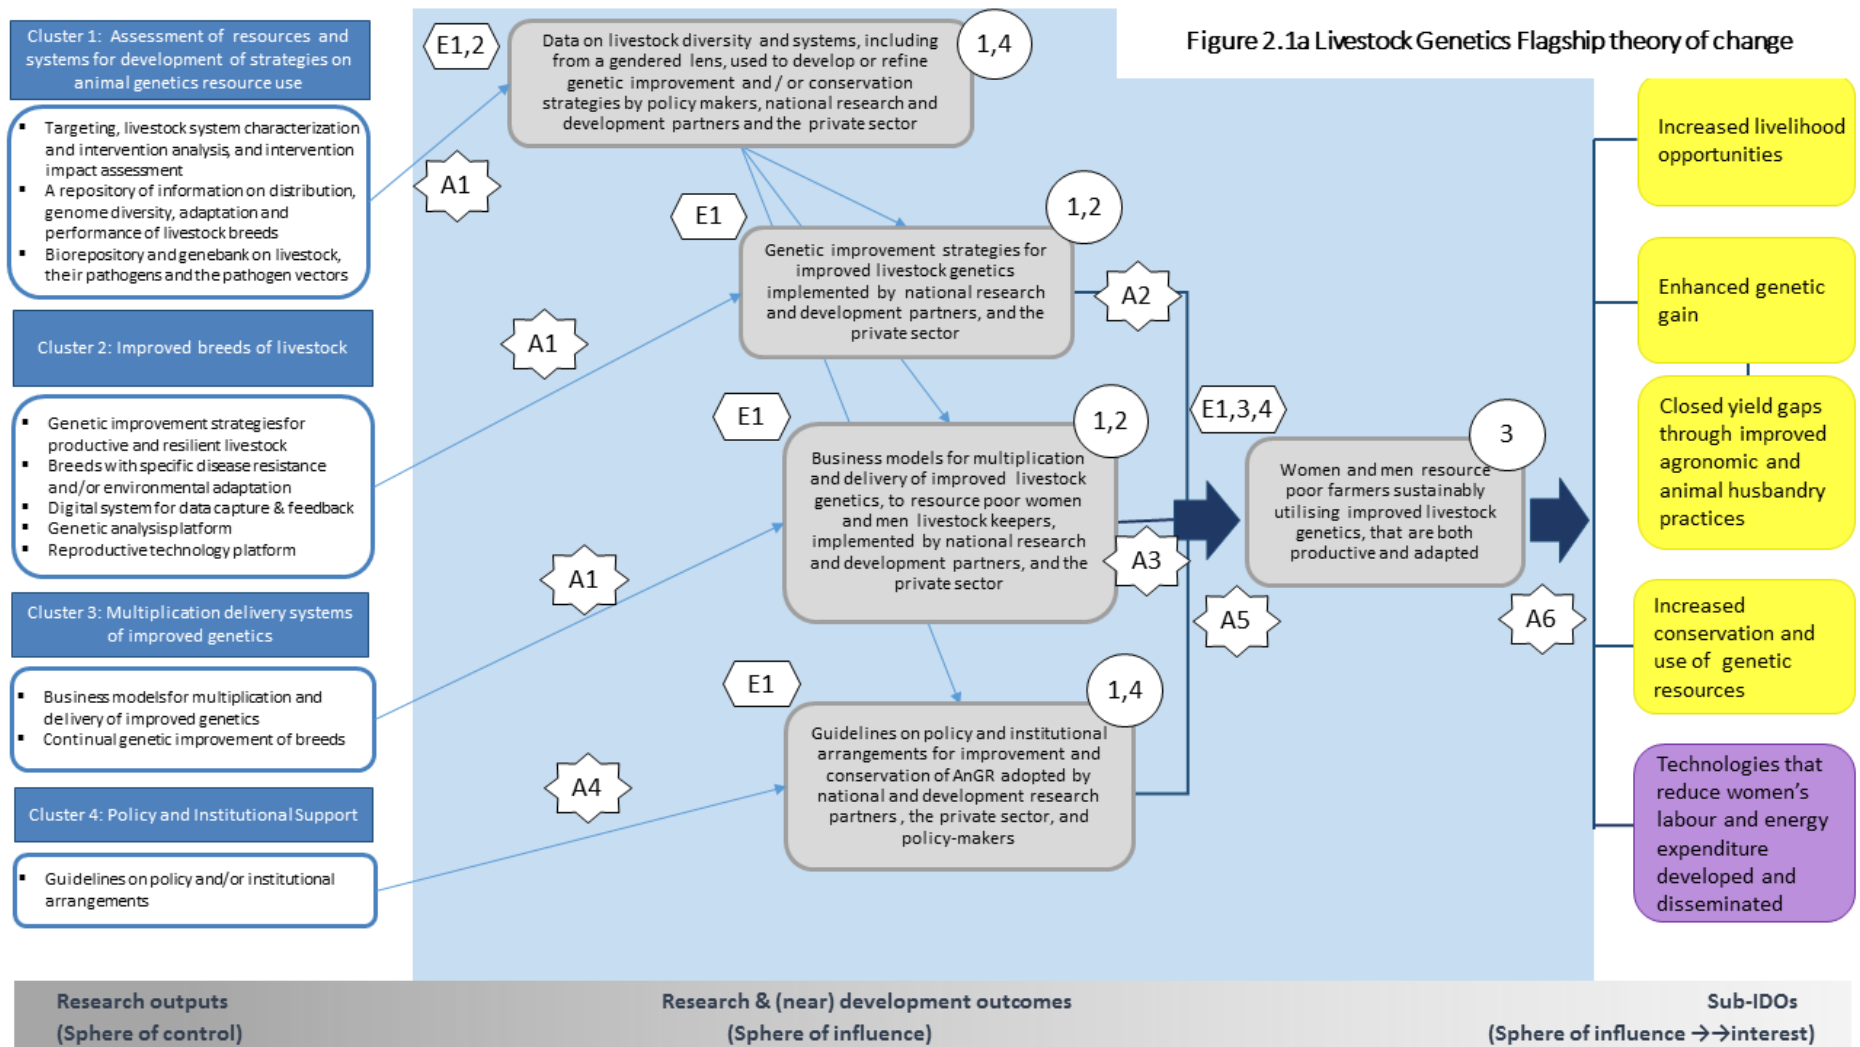 Figure 2.1a Livestock Genetics Flagship theory of change
Cluster 1: Assessment of resources and
systems for development of strategies on
animal genetics resource use
▪ Targeting, livestock system characterization
and intervention analysis, and intervention
impact assessment
▪ A repository of information on distribution,
genome diversity, adaptation and
performance of livestock breeds
▪ Biorepository and genebank on livestock,
their pathogens and the pathogen vectors
Cluster 2: Improved breeds of livestock
▪ Genetic improvement strategies for
productive and resilient livestock
▪ Breeds with specific disease resistance
and/or environmental adaptation
▪ Digital system for data capture & feedback
▪ Genetic analysis platform
▪ Reproductive technology platform
Cluster 3: Multiplication delivery systems
of improved genetics
▪ Business models for multiplication and
delivery of improved genetics
▪ Continual genetic improvement of breeds
Cluster 4: Policy and Institutional Support
▪ Guidelines on policy and/or institutional
arrangements
E1,2
1,4
Data on livestock diversity and systems, including
from a gendered lens, used to develop or refine
genetic improvement and / or conservation
strategies by policy makers, national research and
development partners and the private sector
A1
E1
1,2
Genetic improvement strategies for
improved livestock genetics
implemented by national research
and development partners, and the
private sector
A2
A1
E1
1,2
Business models for multiplication
and delivery of improved livestock
genetics, to resource poor women
and men livestock keepers,
implemented by national research
and development partners, and the
private sector
A3
A1
E1
1,4
Guidelines on policy and institutional
arrangements for improvement and
conservation of AnGR adopted by
national and development research
partners , the private sector, and
policy-makers
A4
E1,3,4
3
Women and men resource
poor farmers sustainably
utilising improved livestock
genetics, that are both
productive and adapted
A5
A6
Increased livelihood
opportunities
Enhanced genetic
gain
Closed yield gaps
through improved
agronomic and
animal husbandry
practices
Increased
conservation and
use of genetic
resources
Technologies that
reduce women's
labour and energy
expenditure
developed and
disseminated
Research outputs
(Sphere of control)
Research & (near) development outcomes
(Sphere of influence)
Sub-IDOs
(Sphere of influence →→interest)